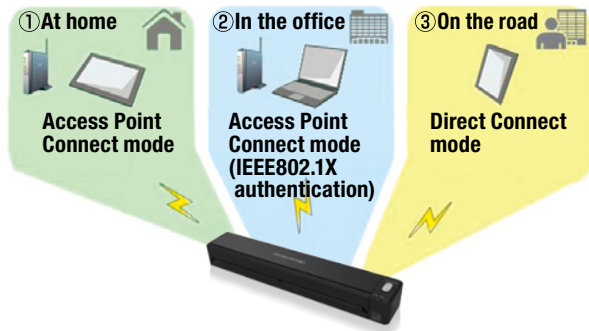 ①At home
Access Point
Connect mode
②In the office
Access Point
Connect mode
(IEEE802.1X
authentication)
③On the road
Direct Connect
mode